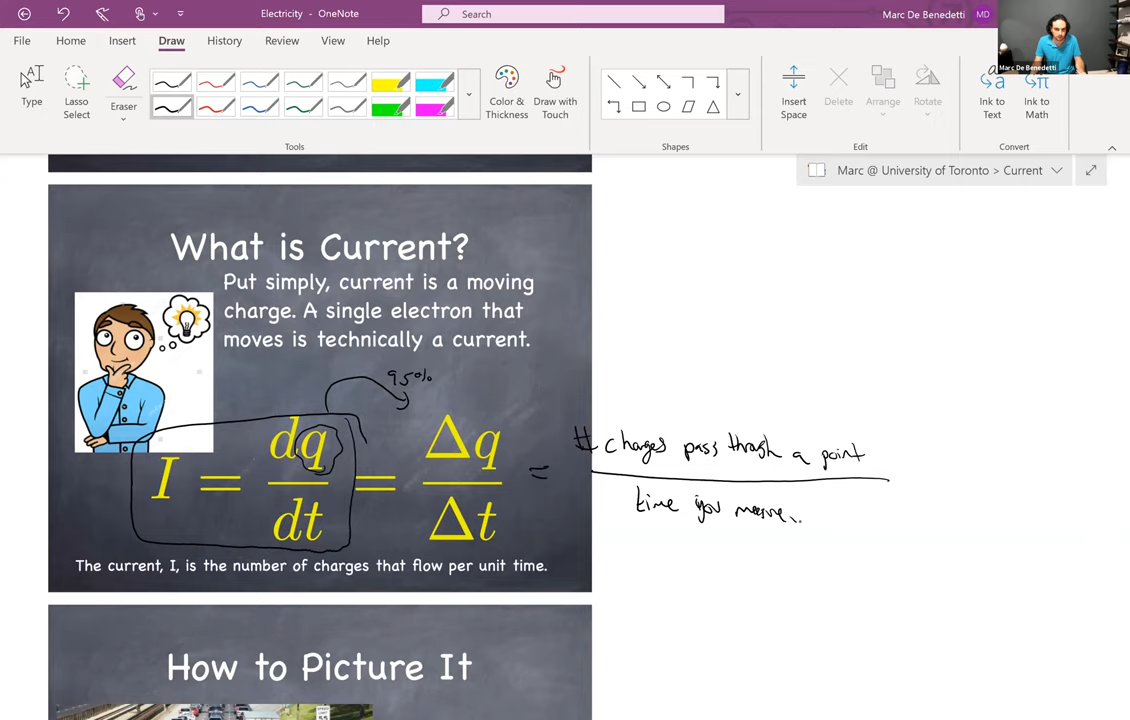 Electricity - OneNote
Search
Marc De Benedetti
MD
Marc De Benedetti
File Home Insert Draw History Review View Help
Type
Lasso Select
Eraser
Color & Thickness
Draw with Touch
Insert Space
Delete
Arrange
Rotate
Ink to Text
Ink to Math
Tools
Shapes
Edit
Convert
Marc @ University of Toronto > Current
What is Current?
Put simply, current is a moving
charge. A single electron that
moves is technically a current.
95%
I = dq/dt = Δq/Δt =
# charges pass through a point
time you measure
The current, I, is the number of charges that flow per unit time.
How to Picture It